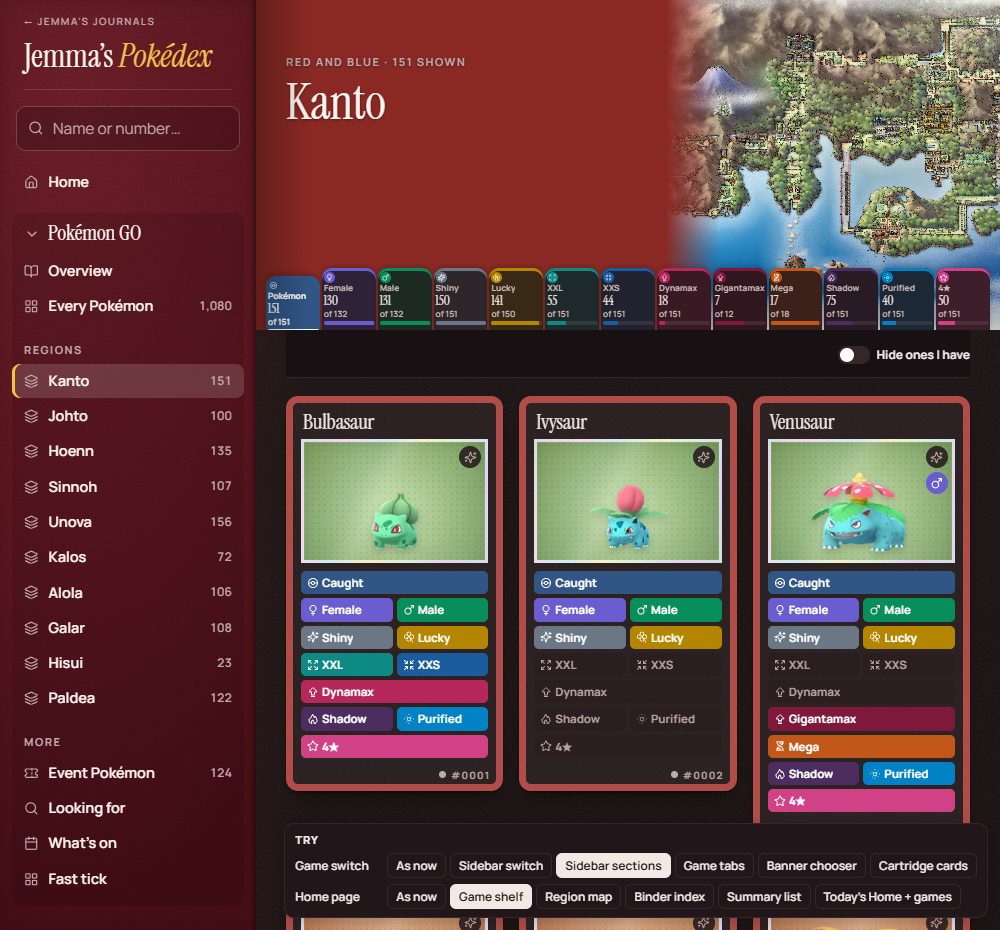 ← JEMMA'S JOURNALS
Jemma's Pokédex
Name or number...
Home
Pokémon GO
Overview
Every Pokémon 1,080
REGIONS
Kanto 151
Johto 100
Hoenn 135
Sinnoh 107
Unova 156
Kalos 72
Alola 106
Galar 108
Hisui 23
Paldea 122
MORE
Event Pokémon 124
Looking for
What's on
Fast tick
RED AND BLUE · 151 SHOWN
Kanto
Pokémon 151 of 151
Female 130 of 132
Male 131 of 132
Shiny 150 of 151
Lucky 141 of 150
XXL 55 of 151
XXS 44 of 151
Dynamax 18 of 151
Gigantamax 7 of 12
Mega 17 of 18
Shadow 75 of 151
Purified 40 of 151
4★ 50 of 151
Hide ones I have
Bulbasaur
Caught
Female Male
Shiny Lucky
XXL XXS
Dynamax
Shadow Purified
4★
#0001
Ivysaur
Caught
Female Male
Shiny Lucky
XXL XXS
Dynamax
Shadow Purified
4★
#0002
Venusaur
Caught
Female Male
Shiny Lucky
XXL XXS
Dynamax
Gigantamax
Mega
Shadow Purified
4★
TRY
Game switch As now Sidebar switch Sidebar sections Game tabs Banner chooser Cartridge cards
Home page As now Game shelf Region map Binder index Summary list Today's Home + games